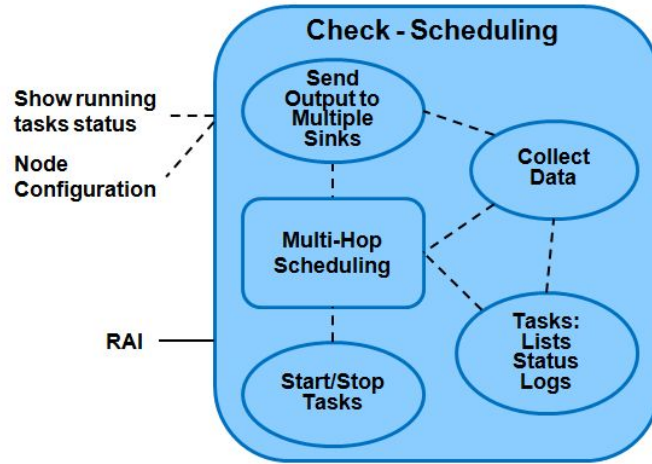 Check - Scheduling
Send
Output to
Multiple
Sinks
Show running
tasks status
Node
Configuration
Collect
Data
Multi-Hop
Scheduling
RAI
Tasks:
Lists
Status
Logs
Start/Stop
Tasks